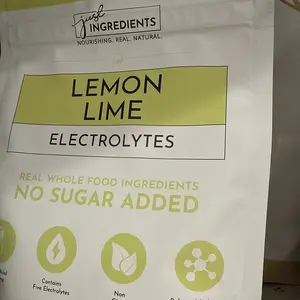 just
INGREDIENTS
NOURISHING. REAL. NATURAL
LEMON
LIME
ELECTROLYTES
REAL WHOLE FOOD INGREDIENTS
NO SUGAR ADDED
Contains
Five Electrolytes
Non